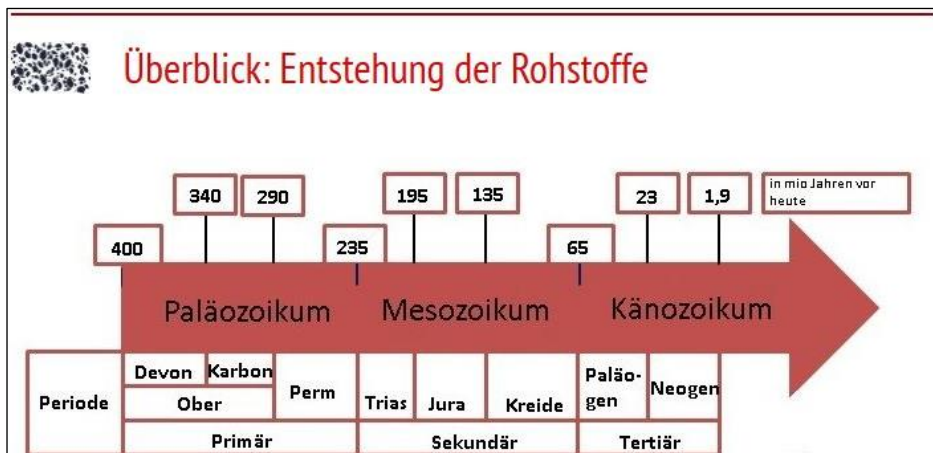 Überblick: Entstehung der Rohstoffe
in mio Jahren vor
heute
340 290 195 135 23 1,9
400 235 65
Paläozoikum Mesozoikum Känozoikum
Periode
Devon Karbon
Ober
Perm
Trias Jura Kreide
Paläo-
gen
Neogen
Primär Sekundär Tertiär